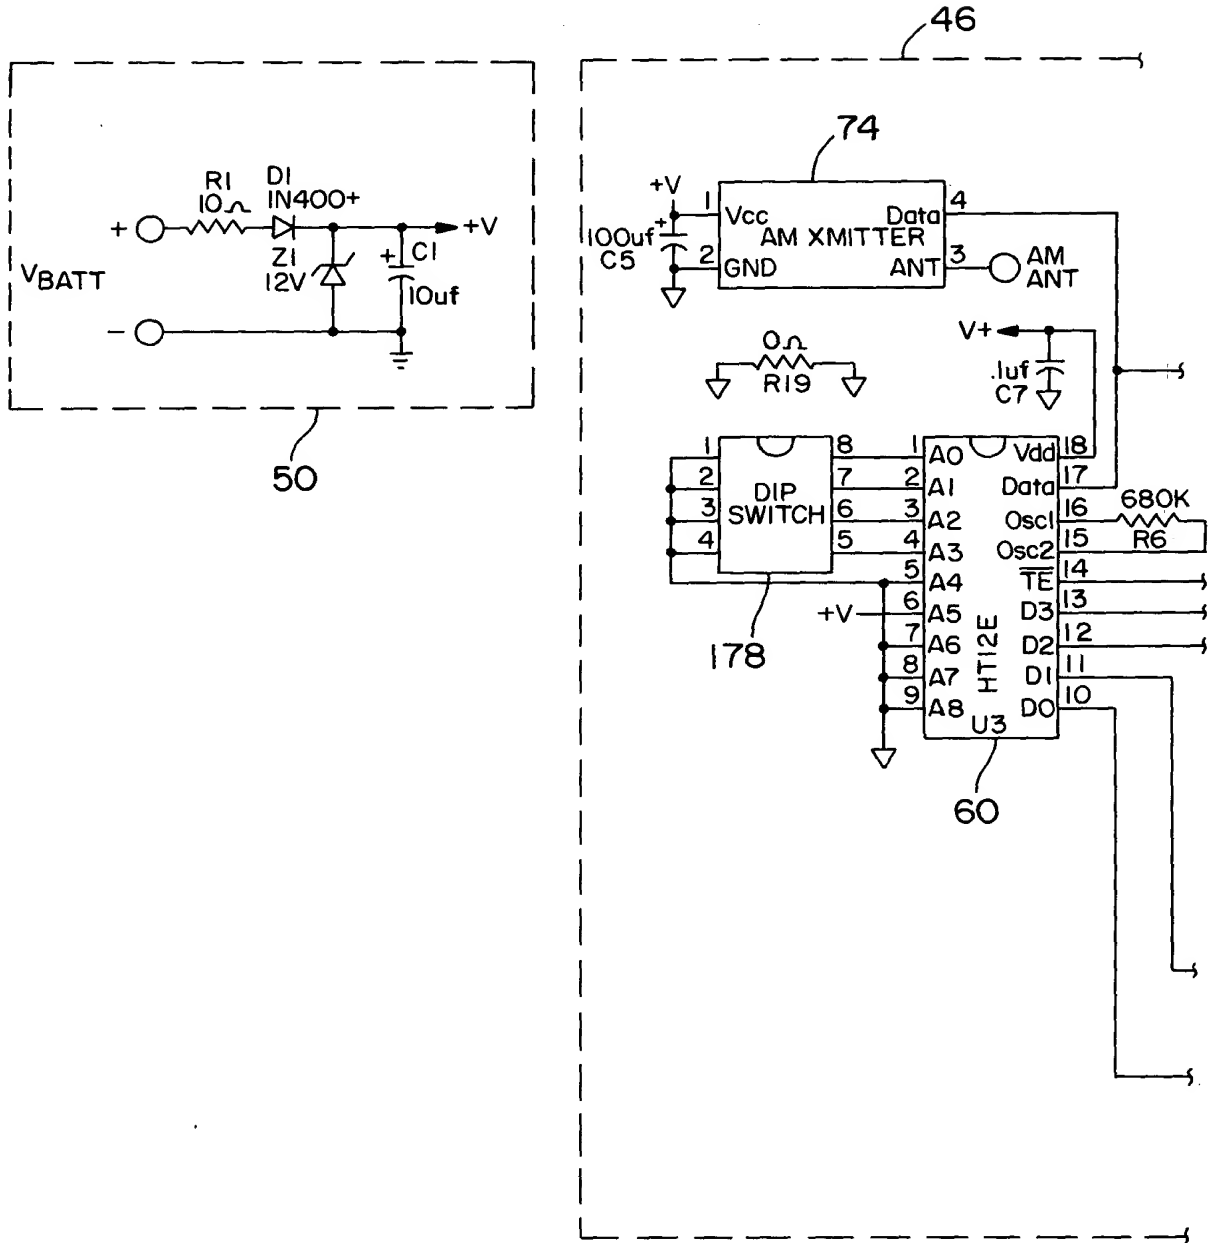 46
74
+V
1
Vcc
Data
4
100uf
+
C5
AM XMITTER
2
GND
ANT
3
AM
ANT
R1
10Ω
D1
1N400+
+
+V
VBATT
Z1
12V
+
C1
10uf
−
50
0Ω
R19
V+
.1uf
C7
1
2
3
4
DIP
SWITCH
8
7
6
5
178
1
A0
2
A1
3
A2
4
A3
5
A4
+V
6
A5
7
A6
8
A7
9
A8
HT12E
U3
Vdd
18
Data
17
Osc1
16
Osc2
15
TE
14
D3
13
D2
12
D1
11
D0
10
680K
R6
60